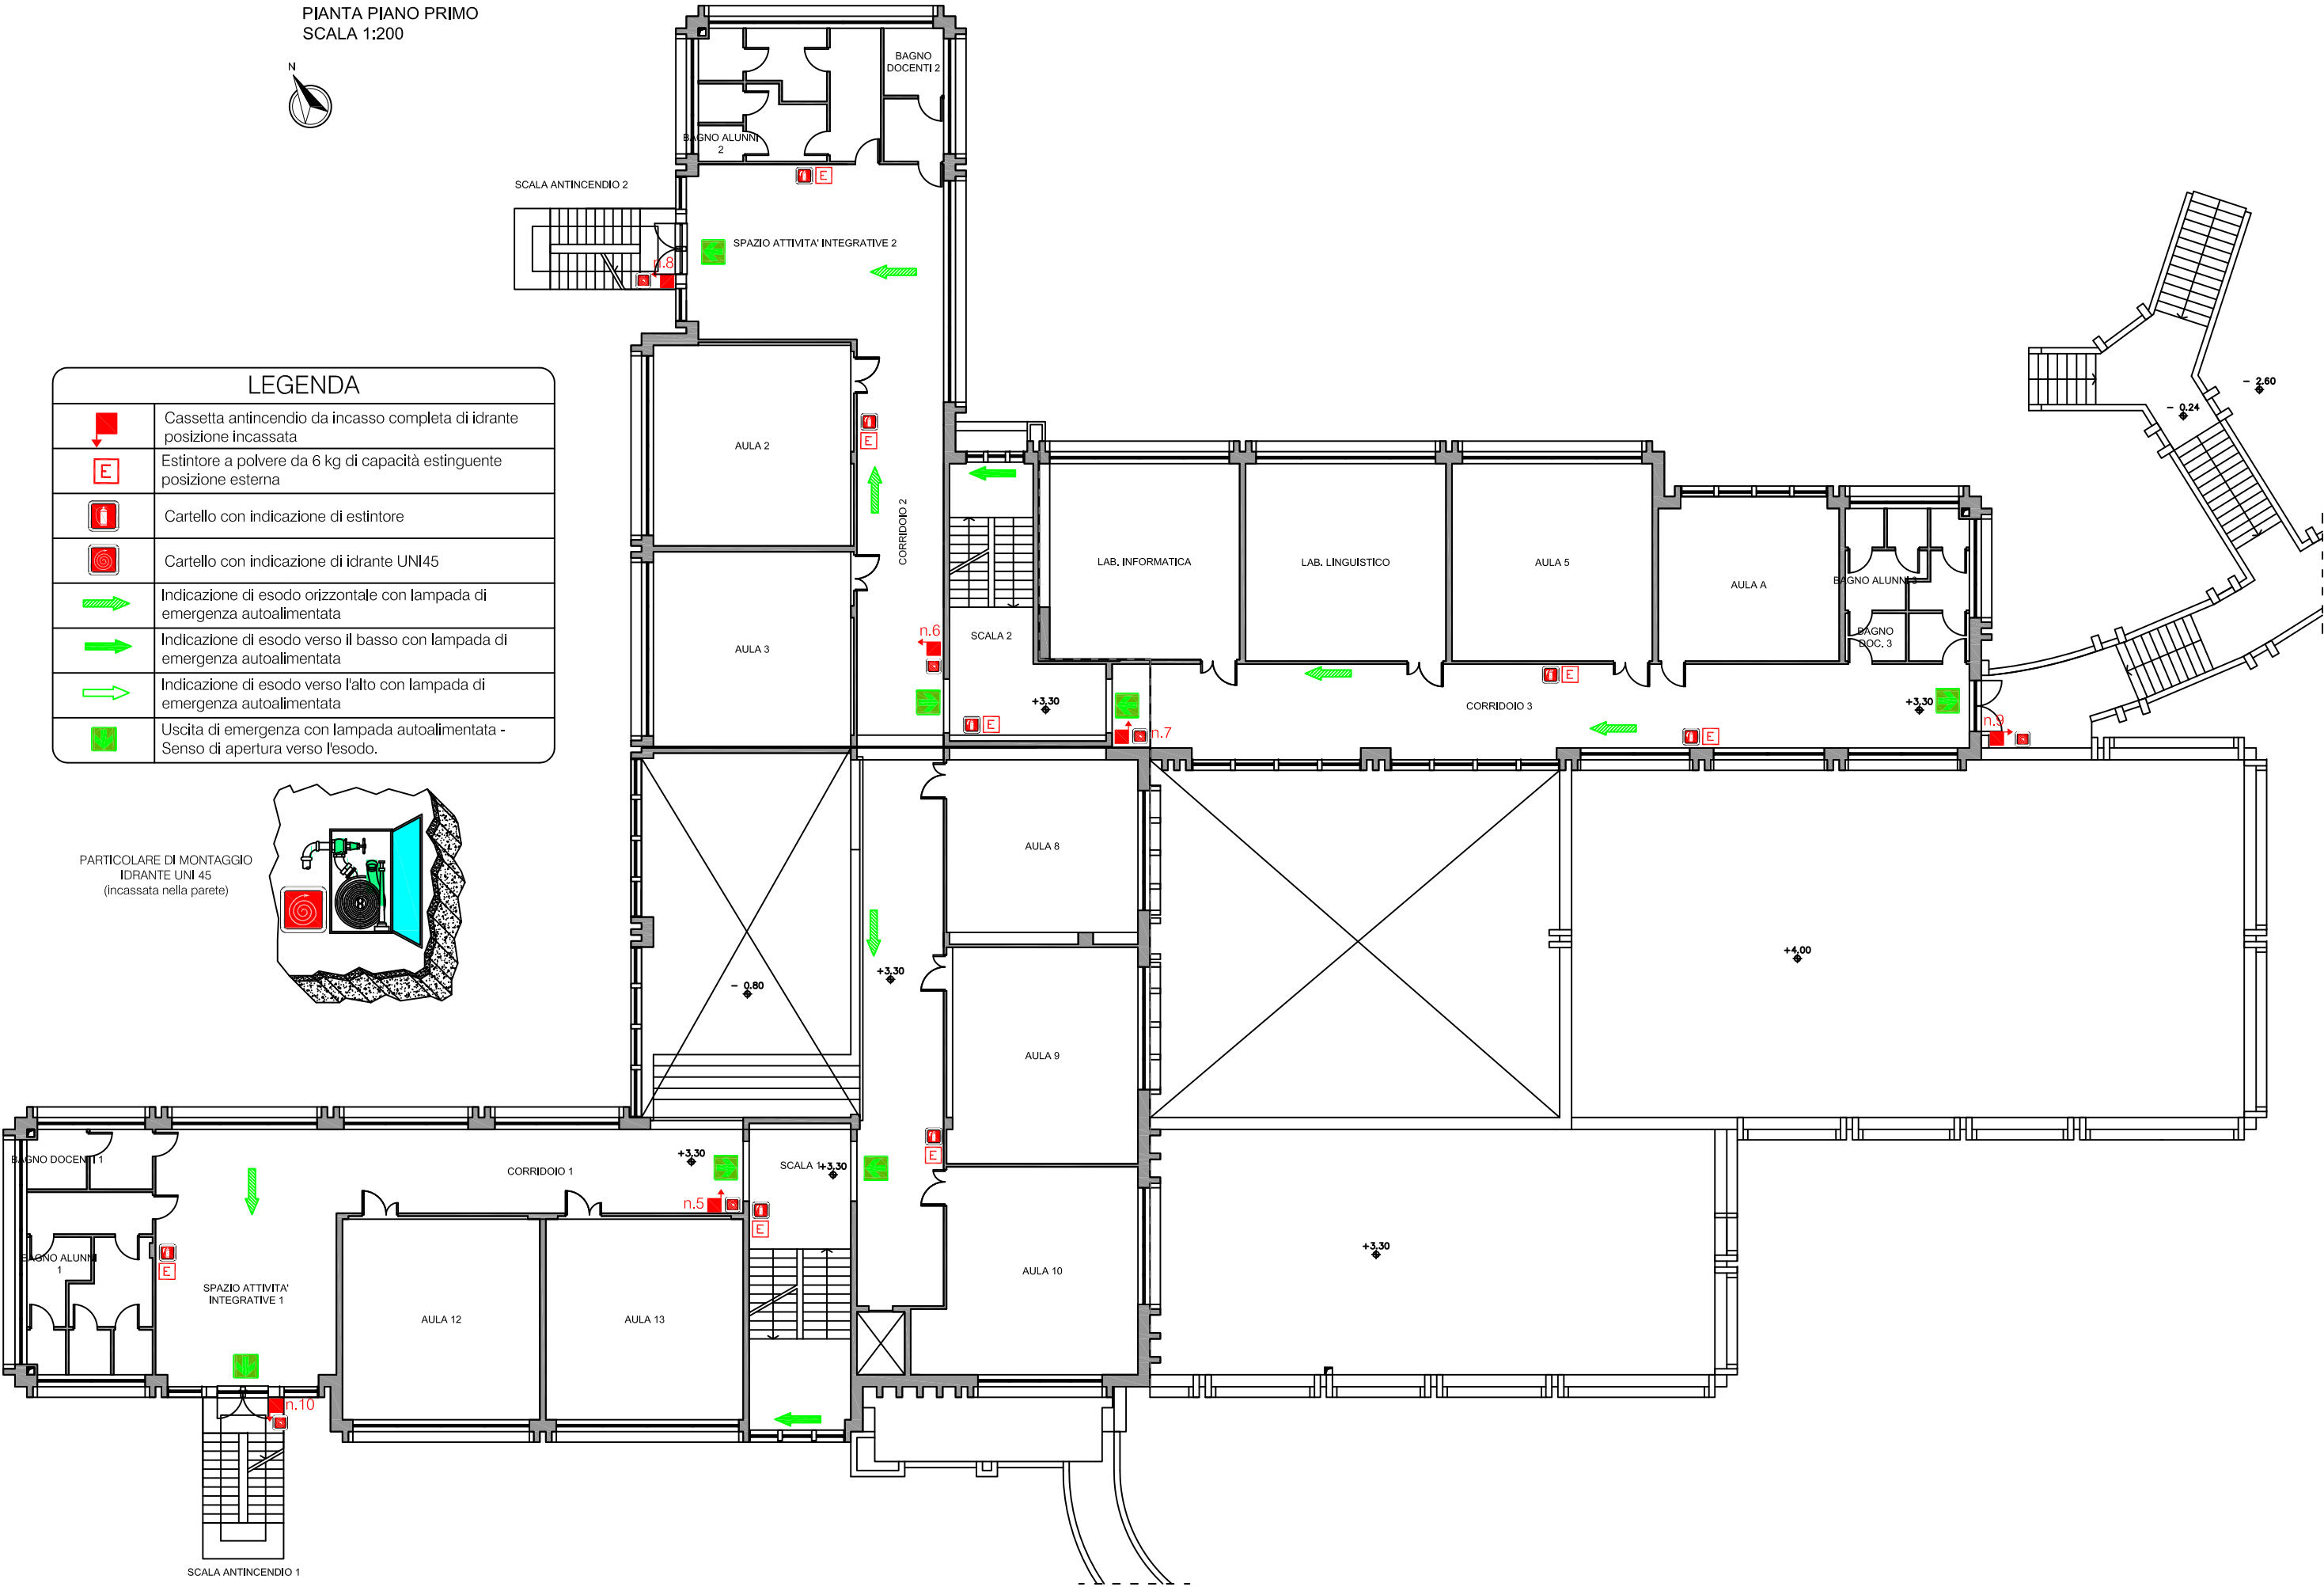 PIANTA PIANO PRIMO
SCALA 1:200
N
BAGNO
DOCENTI 2
BAGNO ALUNNI
2
E
SCALA ANTINCENDIO 2
SPAZIO ATTIVITA' INTEGRATIVE 2
n.8
LEGENDA
Cassetta antincendio da incasso completa di idrante
posizione incassata
E
Estintore a polvere da 6 kg di capacità estinguente
posizione esterna
Cartello con indicazione di estintore
Cartello con indicazione di idrante UNI45
Indicazione di esodo orizzontale con lampada di
emergenza autoalimentata
Indicazione di esodo verso il basso con lampada di
emergenza autoalimentata
Indicazione di esodo verso l'alto con lampada di
emergenza autoalimentata
Uscita di emergenza con lampada autoalimentata -
Senso di apertura verso l'esodo.
AULA 2
E
CORRIDOIO 2
AULA 3
n.6
SCALA 2
+3.30
E
LAB. INFORMATICA
LAB. LINGUISTICO
AULA 5
AULA A
BAGNO ALUNNI 3
BAGNO
DOC. 3
- 0.24
- 2.60
E
CORRIDOIO 3
+3.30
n.7
E
n.9
PARTICOLARE DI MONTAGGIO
IDRANTE UNI 45
(incassata nella parete)
AULA 8
+4.00
+3.30
- 0.80
AULA 9
E
BAGNO DOCENTI 1
CORRIDOIO 1
+3.30
SCALA 1
+3.30
n.5
E
BAGNO ALUNNI
1
E
SPAZIO ATTIVITA'
INTEGRATIVE 1
AULA 12
AULA 13
AULA 10
+3.30
n.10
SCALA ANTINCENDIO 1